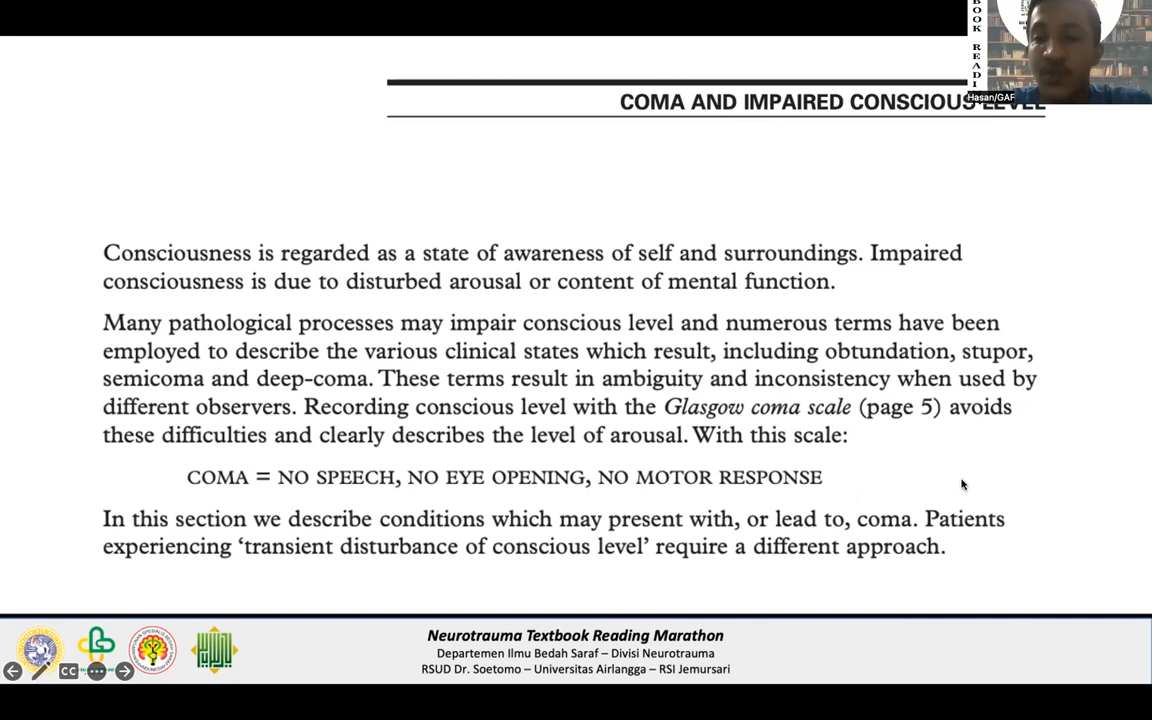 BOOK READI
Hasan/GAF
COMA AND IMPAIRED CONSCIOUS LEVEL
Consciousness is regarded as a state of awareness of self and surroundings. Impaired
consciousness is due to disturbed arousal or content of mental function.
Many pathological processes may impair conscious level and numerous terms have been
employed to describe the various clinical states which result, including obtundation, stupor,
semicoma and deep-coma. These terms result in ambiguity and inconsistency when used by
different observers. Recording conscious level with the Glasgow coma scale (page 5) avoids
these difficulties and clearly describes the level of arousal. With this scale:
COMA = NO SPEECH, NO EYE OPENING, NO MOTOR RESPONSE
In this section we describe conditions which may present with, or lead to, coma. Patients
experiencing ‘transient disturbance of conscious level’ require a different approach.
Neurotrauma Textbook Reading Marathon
Departemen Ilmu Bedah Saraf – Divisi Neurotrauma
RSUD Dr. Soetomo – Universitas Airlangga – RSI Jemursari
CC